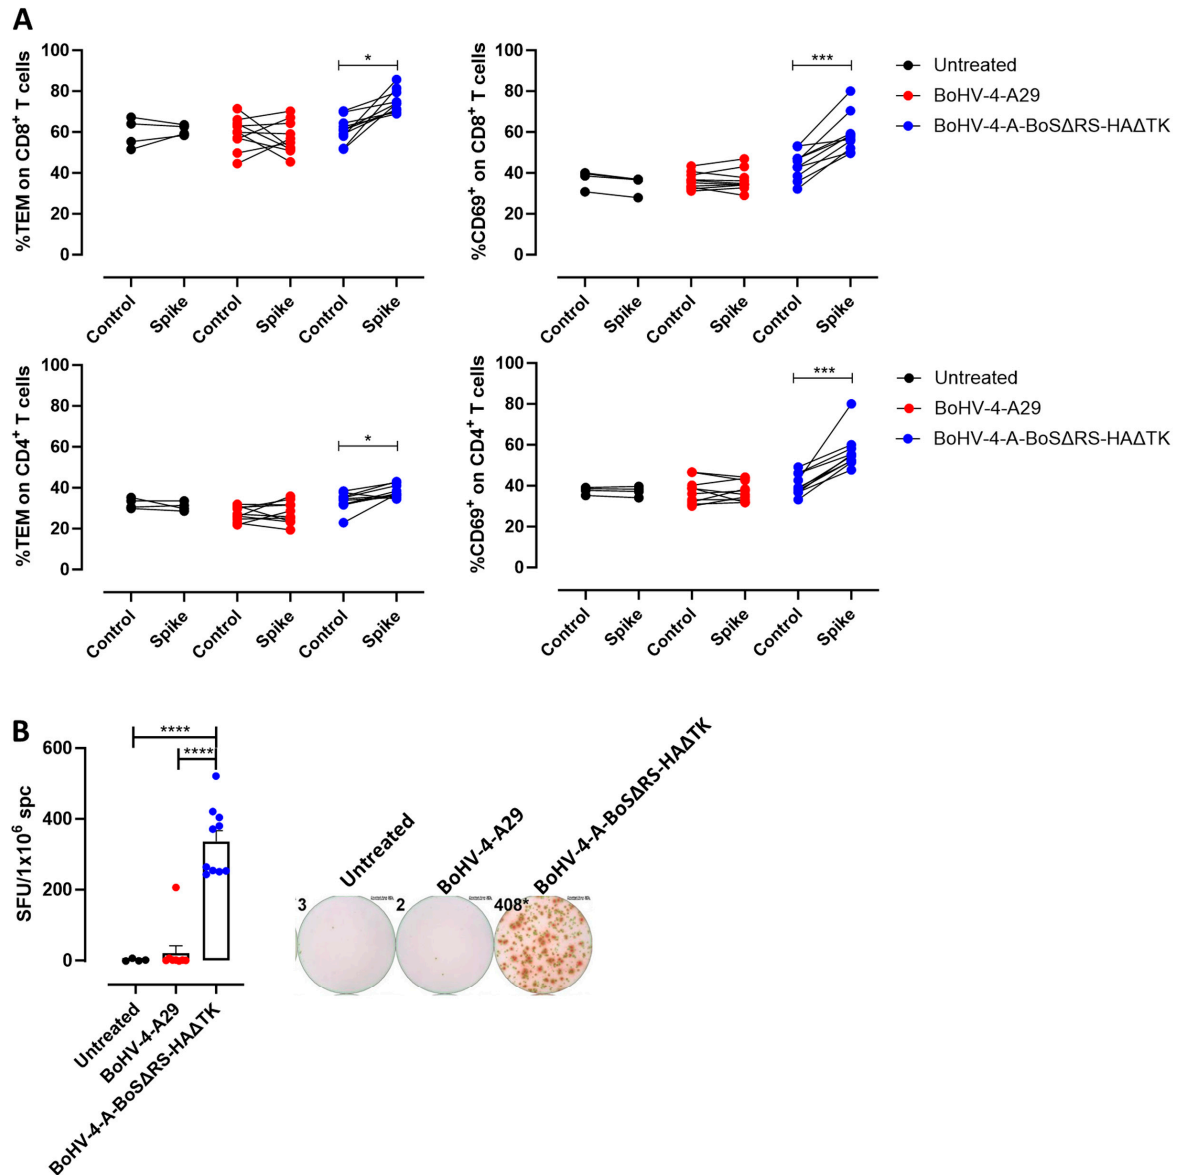 A
%TEM on CD8+ T cells
100
80
60
40
20
0
*
Control
Spike
Control
Spike
Control
Spike
%CD69+ on CD8+ T cells
100
80
60
40
20
0
***
Control
Spike
Control
Spike
Control
Spike
Untreated
BoHV-4-A29
BoHV-4-A-BoSΔRS-HAΔTK
%TEM on CD4+ T cells
100
80
60
40
20
0
*
Control
Spike
Control
Spike
Control
Spike
%CD69+ on CD4+ T cells
100
80
60
40
20
0
***
Control
Spike
Control
Spike
Control
Spike
Untreated
BoHV-4-A29
BoHV-4-A-BoSΔRS-HAΔTK
B
SFU/1x10⁶ spc
600
400
200
0
****
****
Untreated
BoHV-4-A29
BoHV-4-A-BoSΔRS-HAΔTK
Untreated
BoHV-4-A29
BoHV-4-A-BoSΔRS-HAΔTK
3
2
408*